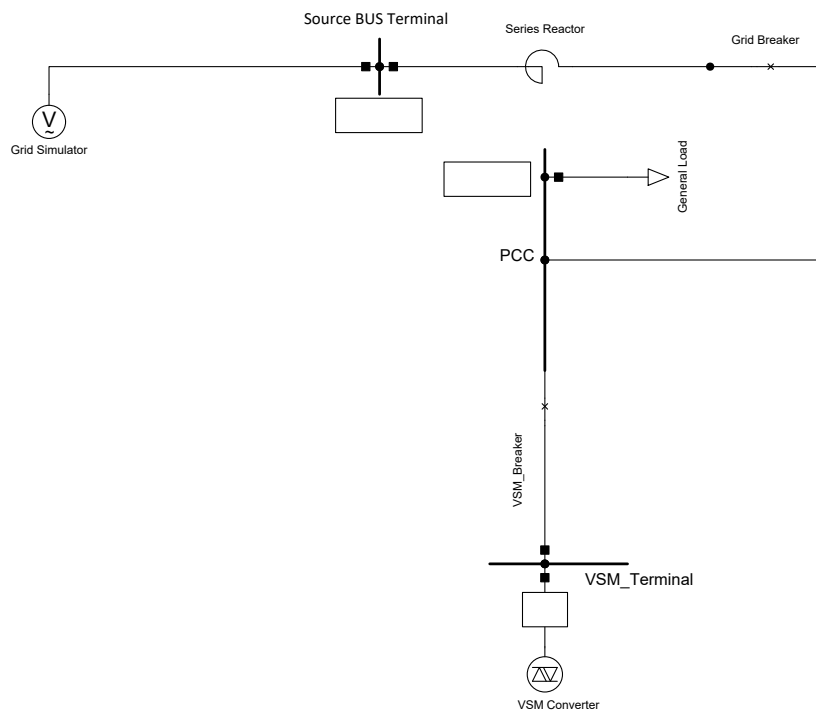 Source BUS Terminal
Series Reactor
Grid Breaker
V
~
Grid Simulator
General Load
PCC
VSM_Breaker
VSM_Terminal
VSM Converter